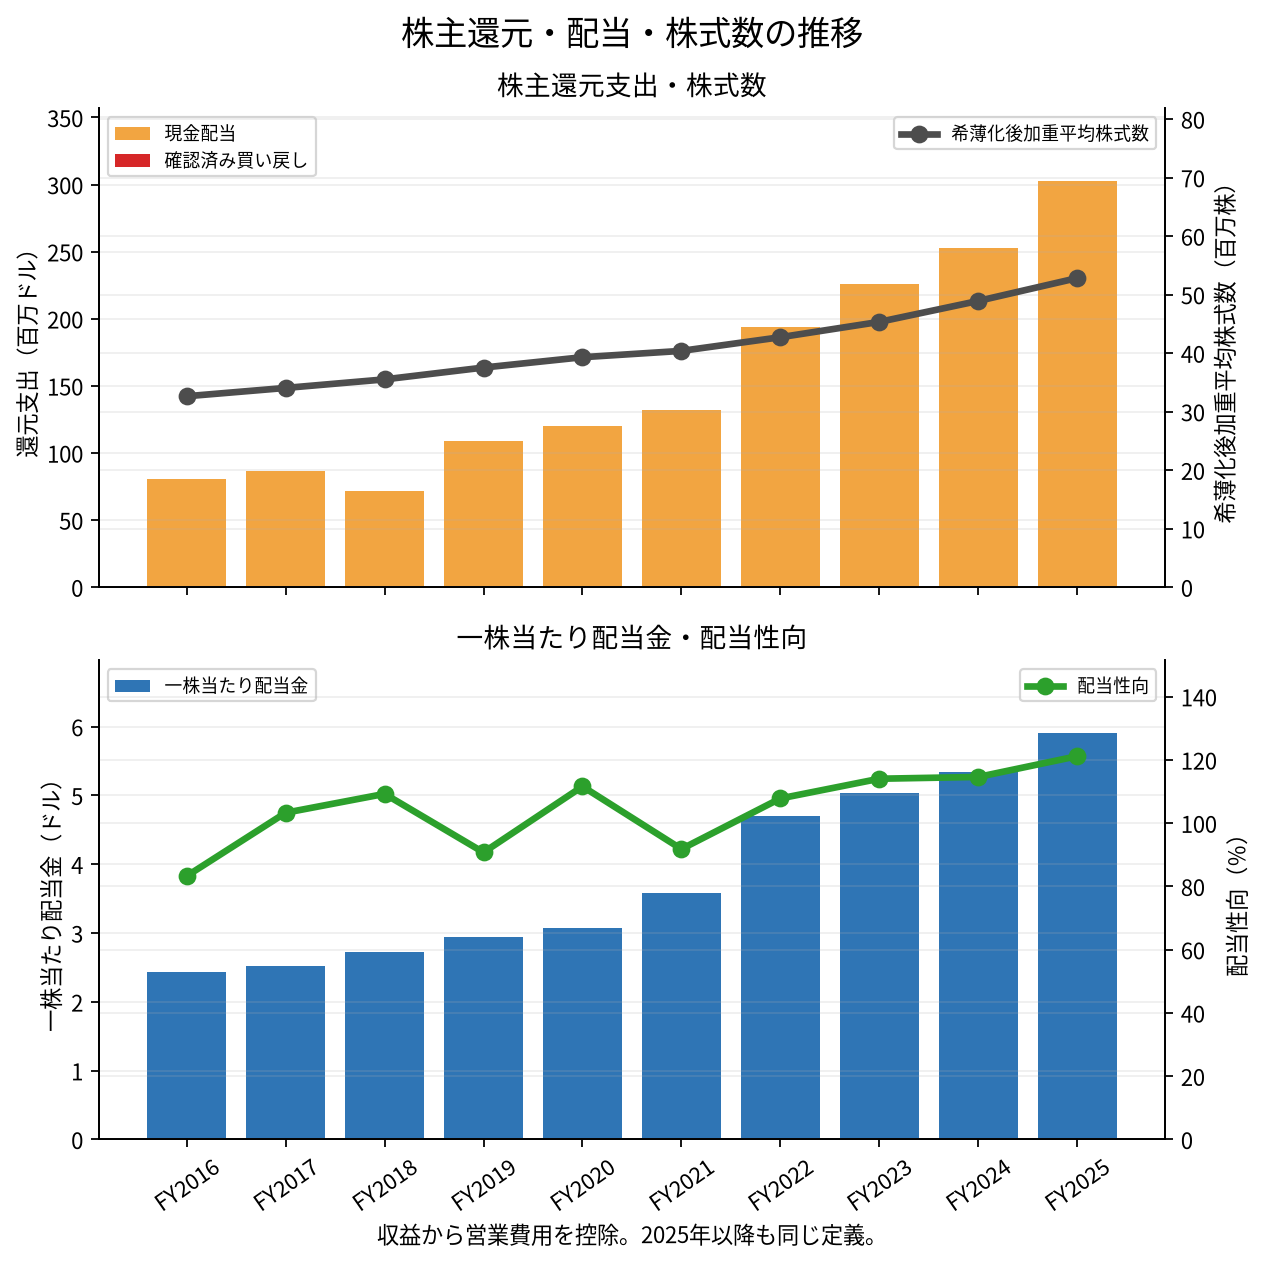 株主還元・配当・株式数の推移
株主還元支出・株式数
現金配当
確認済み買い戻し
希薄化後加重平均株式数
還元支出（百万ドル）
350
300
250
200
150
100
50
0
80
70
60
50
40
30
20
10
0
希薄化後加重平均株式数（百万株）
一株当たり配当金・配当性向
一株当たり配当金
配当性向
一株当たり配当金（ドル）
6
5
4
3
2
1
0
140
120
100
80
60
40
20
0
配当性向（%）
FY2016 FY2017 FY2018 FY2019 FY2020 FY2021 FY2022 FY2023 FY2024 FY2025
収益から営業費用を控除。2025年以降も同じ定義。